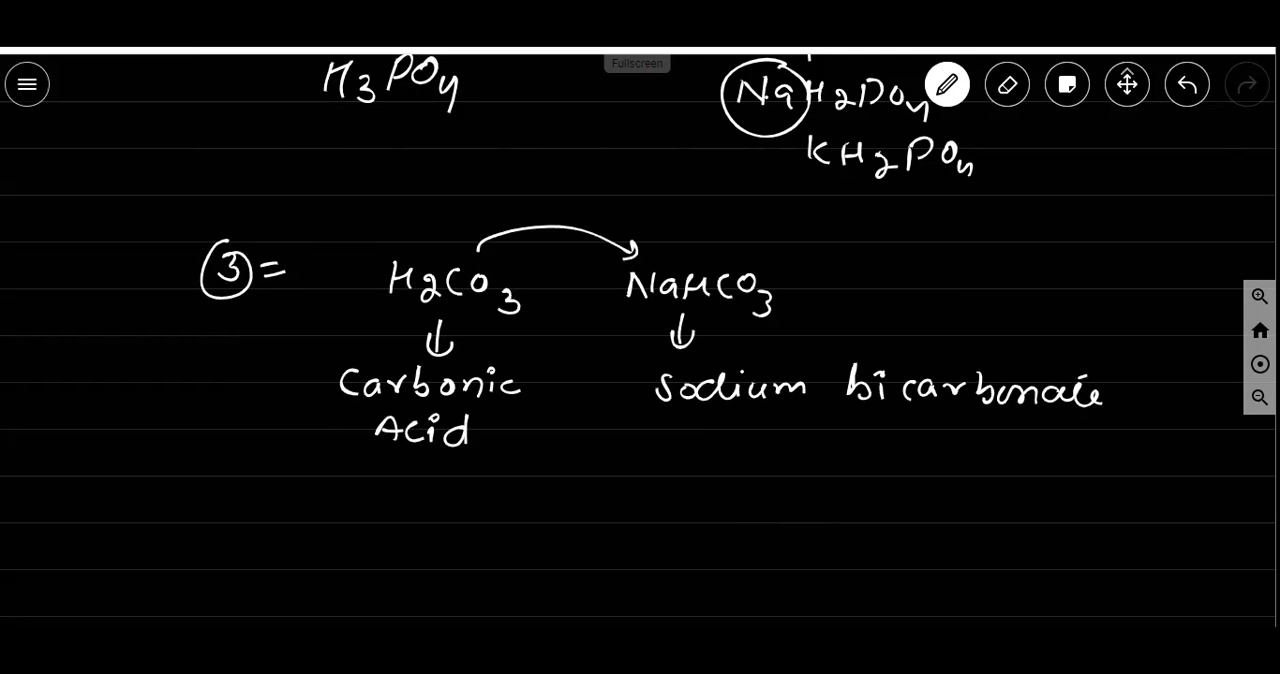 Fullscreen
H3PO4 NaH2PO4
KH2PO4
③= H2CO3 NaHCO3
Carbonic Sodium bicarbonate
Acid